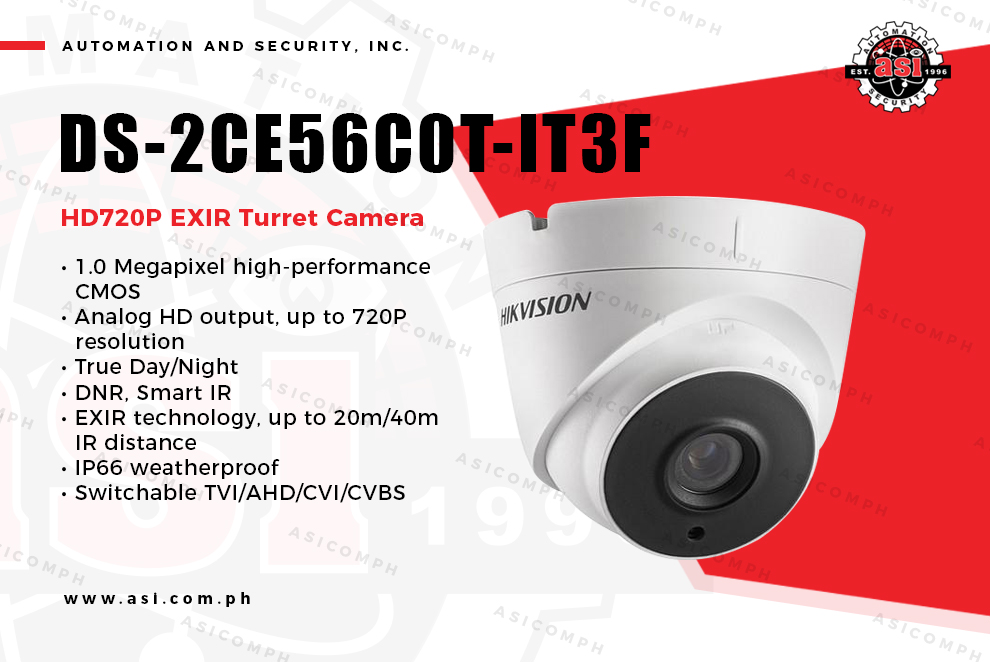 AUTOMATION AND SECURITY, INC.
AUTOMATION
EST. asi 1996
SECURITY
DS-2CE56C0T-IT3F
HD720P EXIR Turret Camera
• 1.0 Megapixel high-performance
CMOS
• Analog HD output, up to 720P
resolution
• True Day/Night
• DNR, Smart IR
• EXIR technology, up to 20m/40m
IR distance
• IP66 weatherproof
• Switchable TVI/AHD/CVI/CVBS
HIKVISION
UP
www.asi.com.ph
ASICOMPH